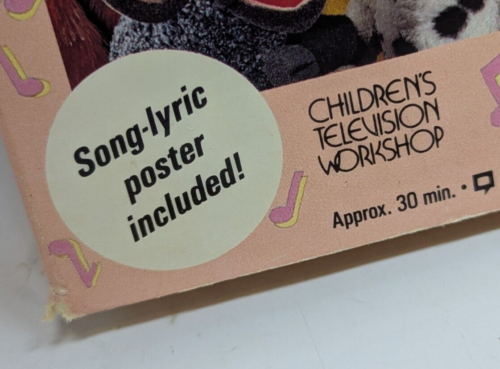 Song-lyric
poster
included!
CHILDREN'S
TELEVISION
WORKSHOP
Approx. 30 min. •